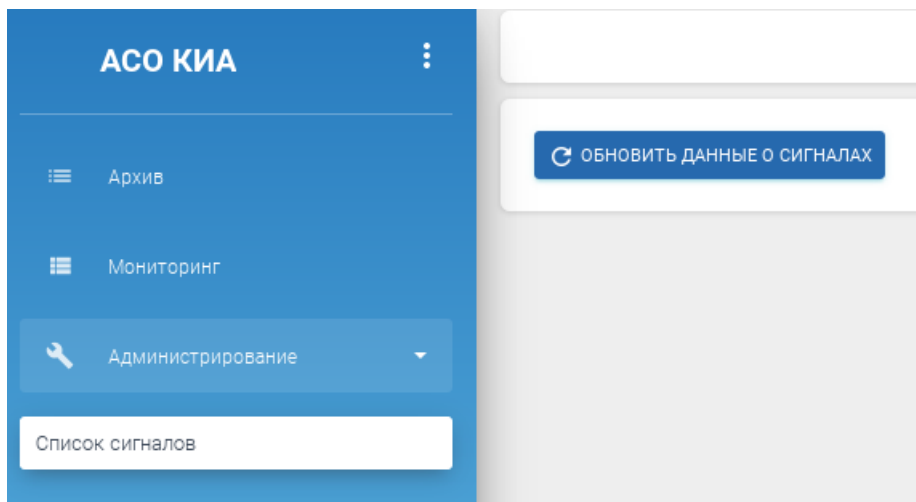 АСО КИА
Архив
Мониторинг
Администрирование
Список сигналов
ОБНОВИТЬ ДАННЫЕ О СИГНАЛАХ